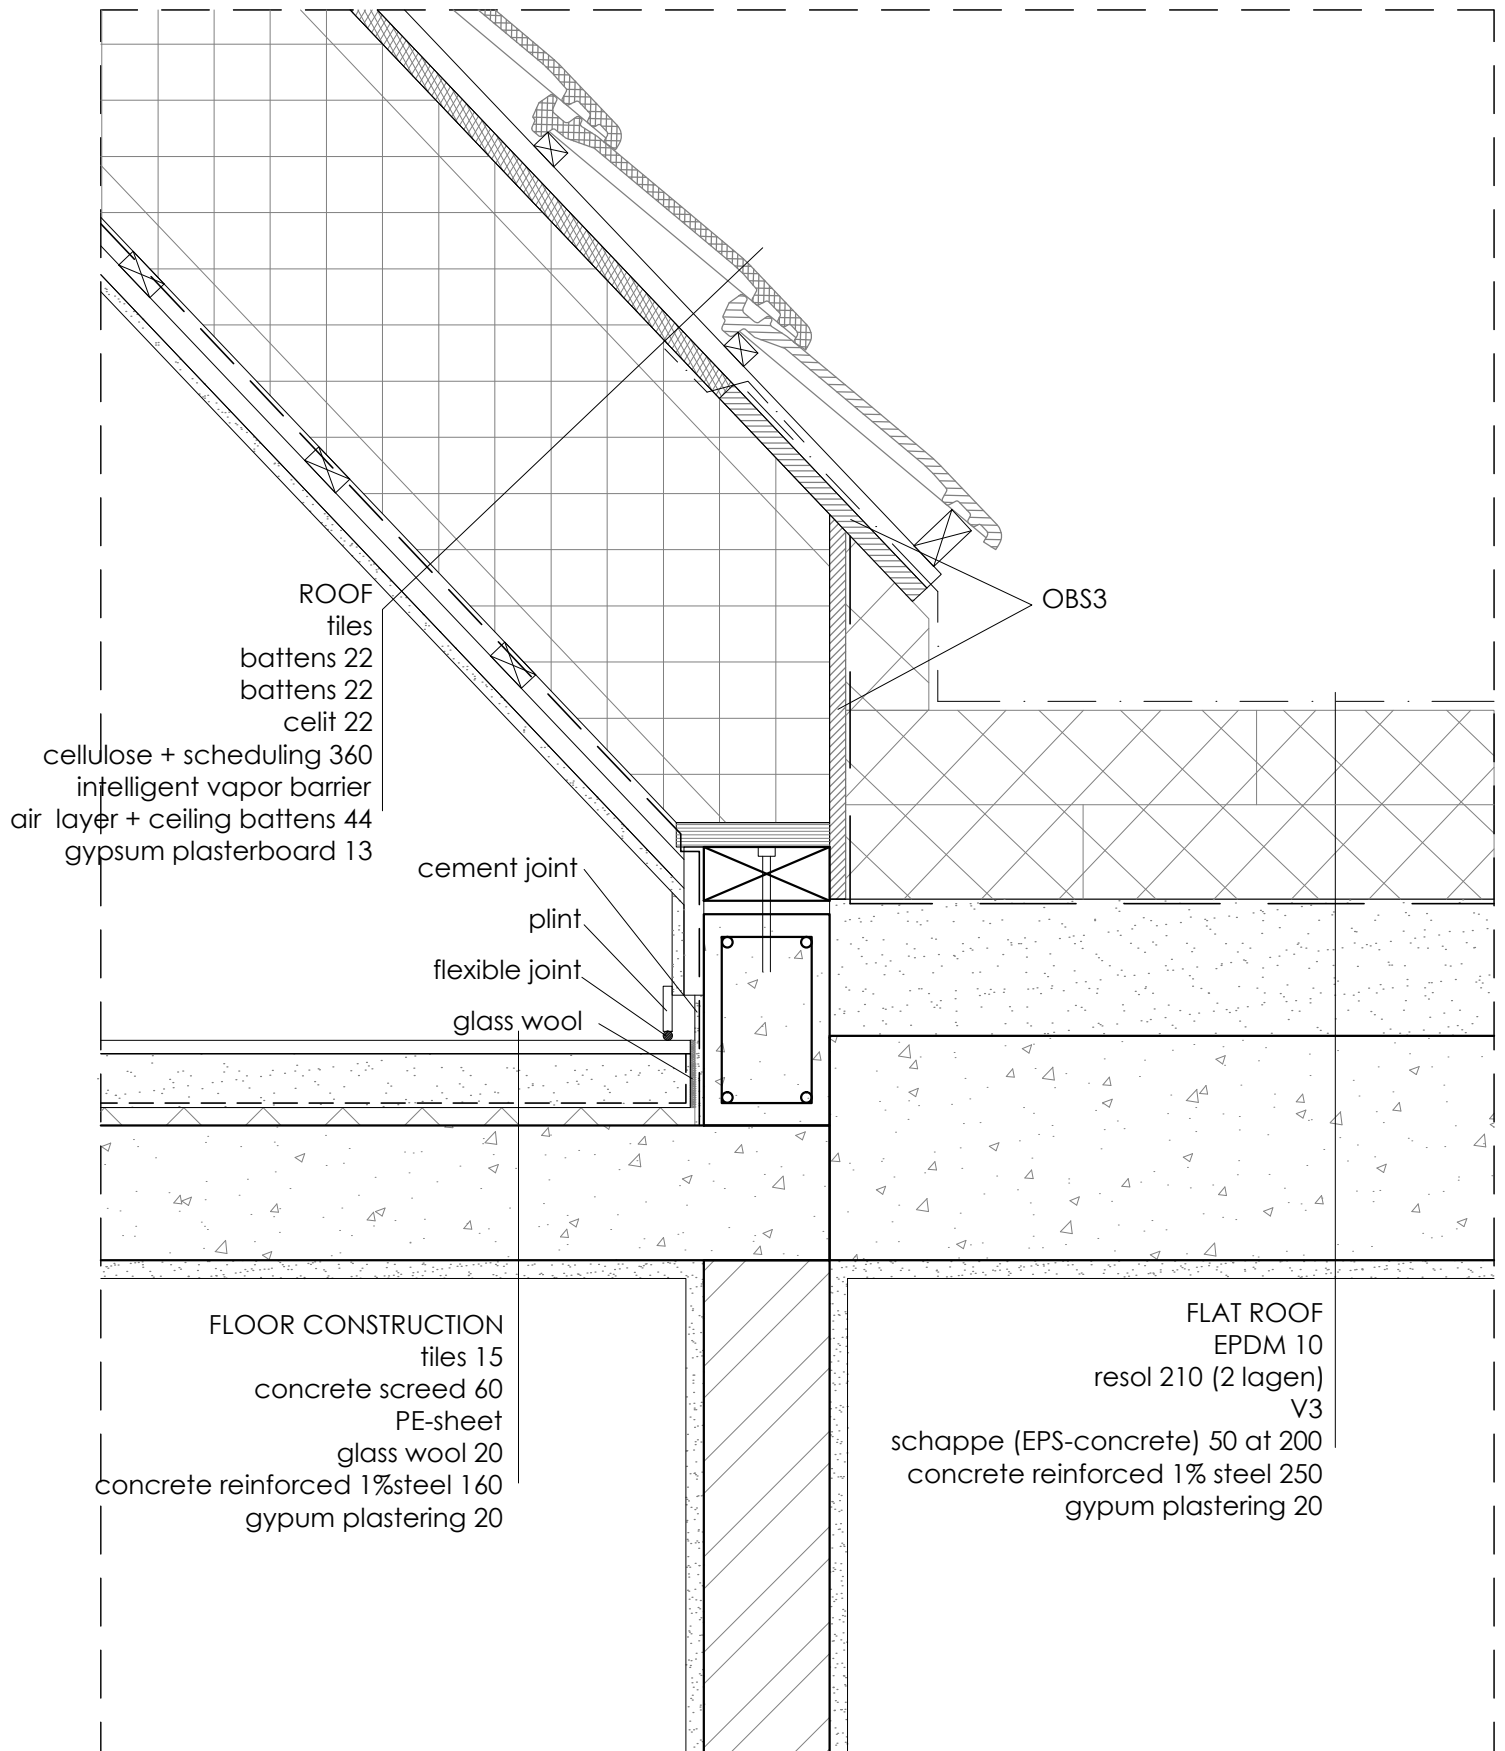 ROOF
tiles
battens 22
battens 22
celit 22
cellulose + scheduling 360
intelligent vapor barrier
air layer + ceiling battens 44
gypsum plasterboard 13
OBS3
cement joint
plint
flexible joint
glass wool
FLOOR CONSTRUCTION
tiles 15
concrete screed 60
PE-sheet
glass wool 20
concrete reinforced 1%steel 160
gypum plastering 20
FLAT ROOF
EPDM 10
resol 210 (2 lagen)
V3
schappe (EPS-concrete) 50 at 200
concrete reinforced 1% steel 250
gypum plastering 20